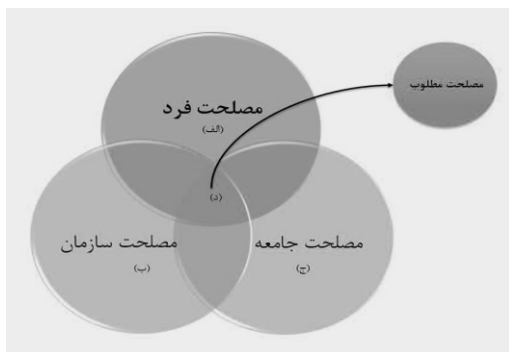 مصلحت مطلوب
مصلحت فرد
(الف)
(د)
مصلحت جامعه
(ج)
مصلحت سازمان
(ب)